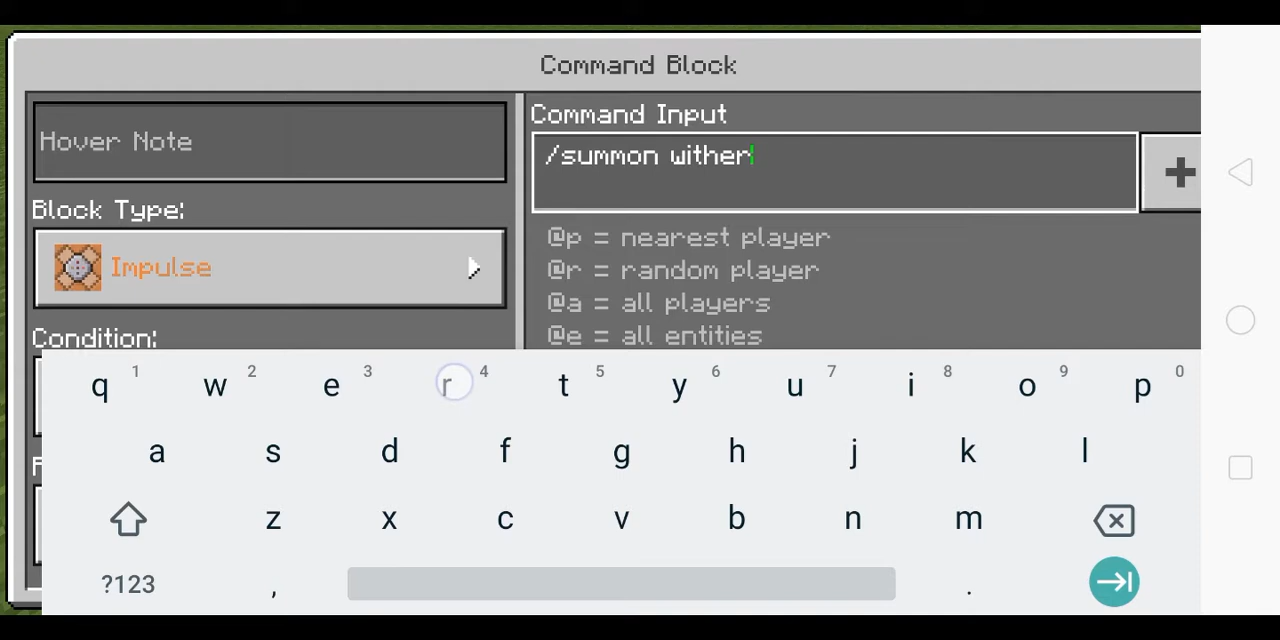 Command Block
Hover Note
Command Input
/summon wither
Block Type:
Impulse
@p = nearest player
@r = random player
@a = all players
@e = all entities
Condition:
q 1 w 2 e 3 r 4 t 5 y 6 u 7 i 8 o 9 p 0
a s d f g h j k l
z x c v b n m
?123 , .